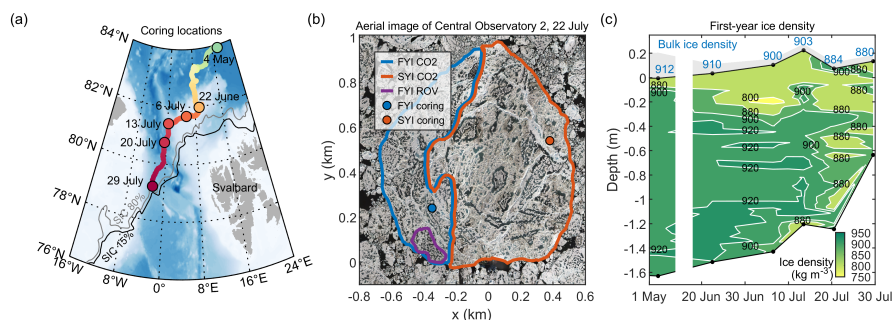 (a)
Coring locations
84°N
82°N
80°N
78°N
76°N
16°W
8°W
0°
8°E
16°E
24°E
4 May
22 June
6 July
13 July
20 July
29 July
Svalbard
SIC 80%
SIC 15%
(b)
Aerial image of Central Observatory 2, 22 July
FYI CO2
SYI CO2
FYI ROV
FYI coring
SYI coring
y (km)
1
0.8
0.6
0.4
0.2
0
-0.8 -0.6 -0.4 -0.2 0 0.2 0.4 0.6
x (km)
(c)
First-year ice density
Bulk ice density
912
910
900
903
884
880
Depth (m)
0.2
0
-0.2
-0.4
-0.6
-0.8
-1
-1.2
-1.4
-1.6
880
900
800
900
900
880
900
880
920
900
920
880
920
880
880
920
900
Ice density
(kg m⁻³)
950
900
850
800
750
1 May 20 Jun 30 Jun 10 Jul 20 Jul 30 Jul